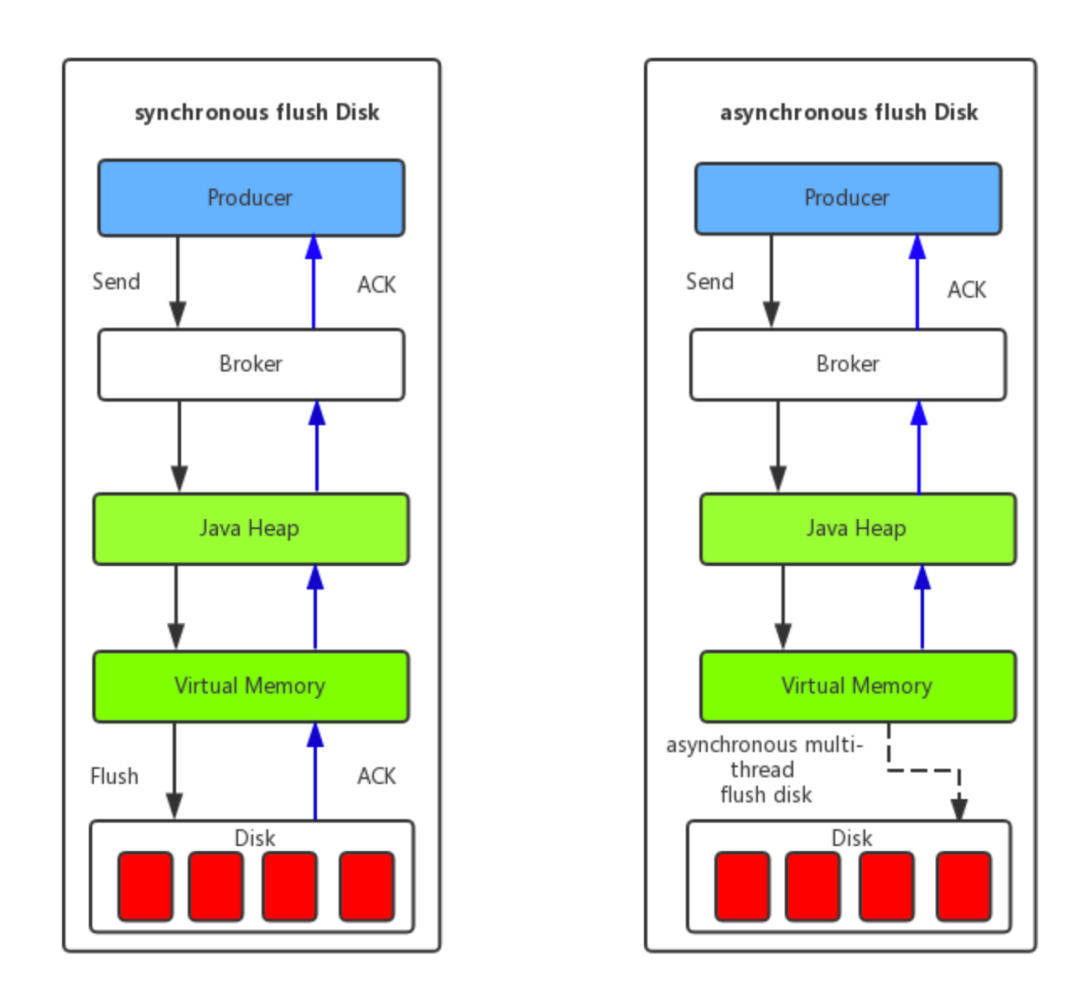 synchronous flush Disk
Producer
Send
ACK
Broker
Java Heap
Virtual Memory
Flush
ACK
Disk
asynchronous flush Disk
Producer
Send
ACK
Broker
Java Heap
Virtual Memory
asynchronous multi-
thread
flush disk
Disk